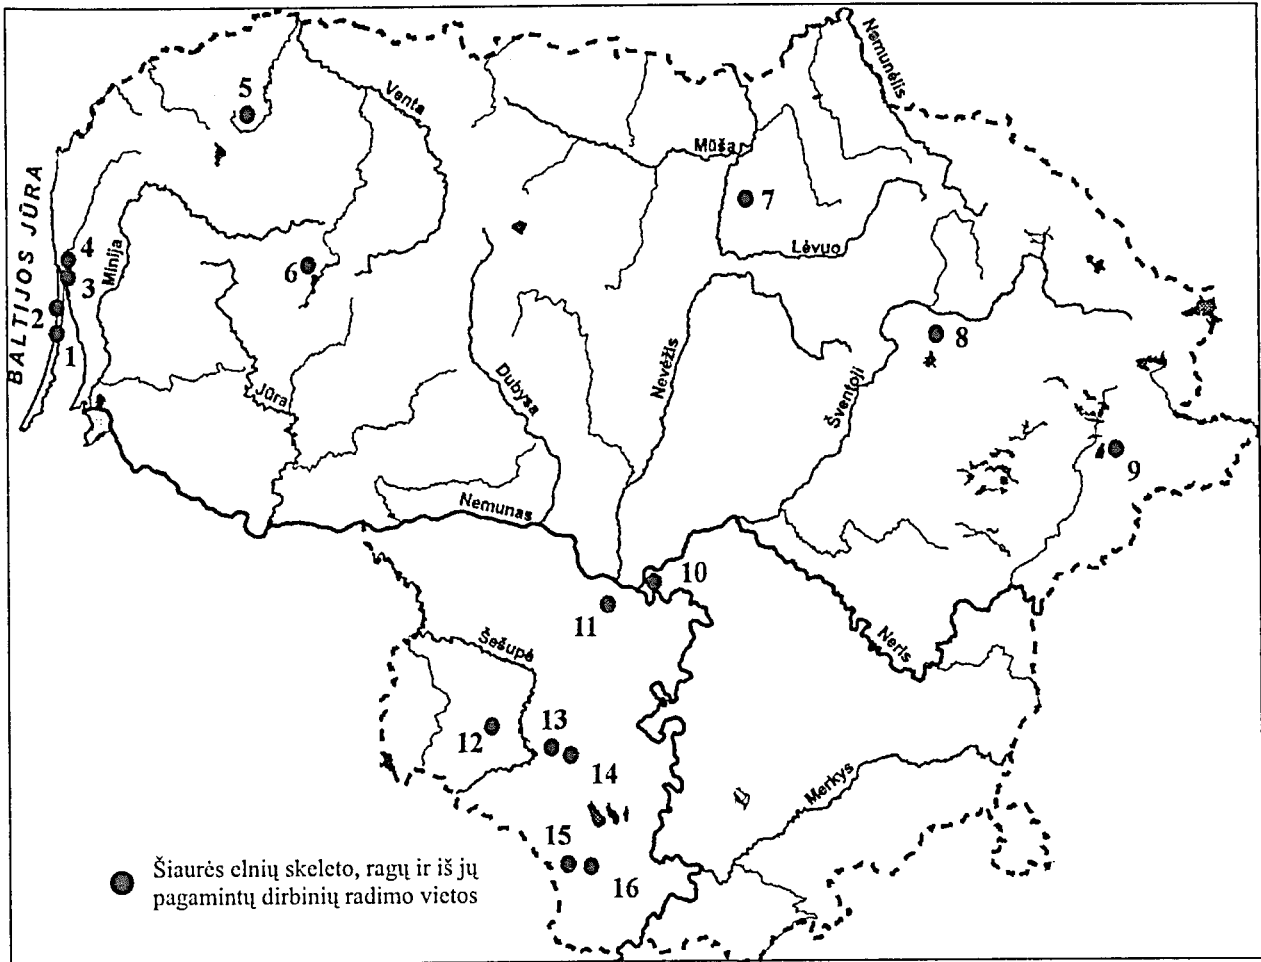 Nemunėlis
5
Venta
Mūša
7
BALTIJOS JŪRA
4
Minija
Lėvuo
6
3
2
8
1
Jūra
Dubysa
Nevėžis
Šventoji
9
Nemunas
10
11
Šešupė
Neris
12
13
14
Merkys
15
16
Šiaurės elnių skeleto, ragų ir iš jų
pagamintų dirbinių radimo vietos